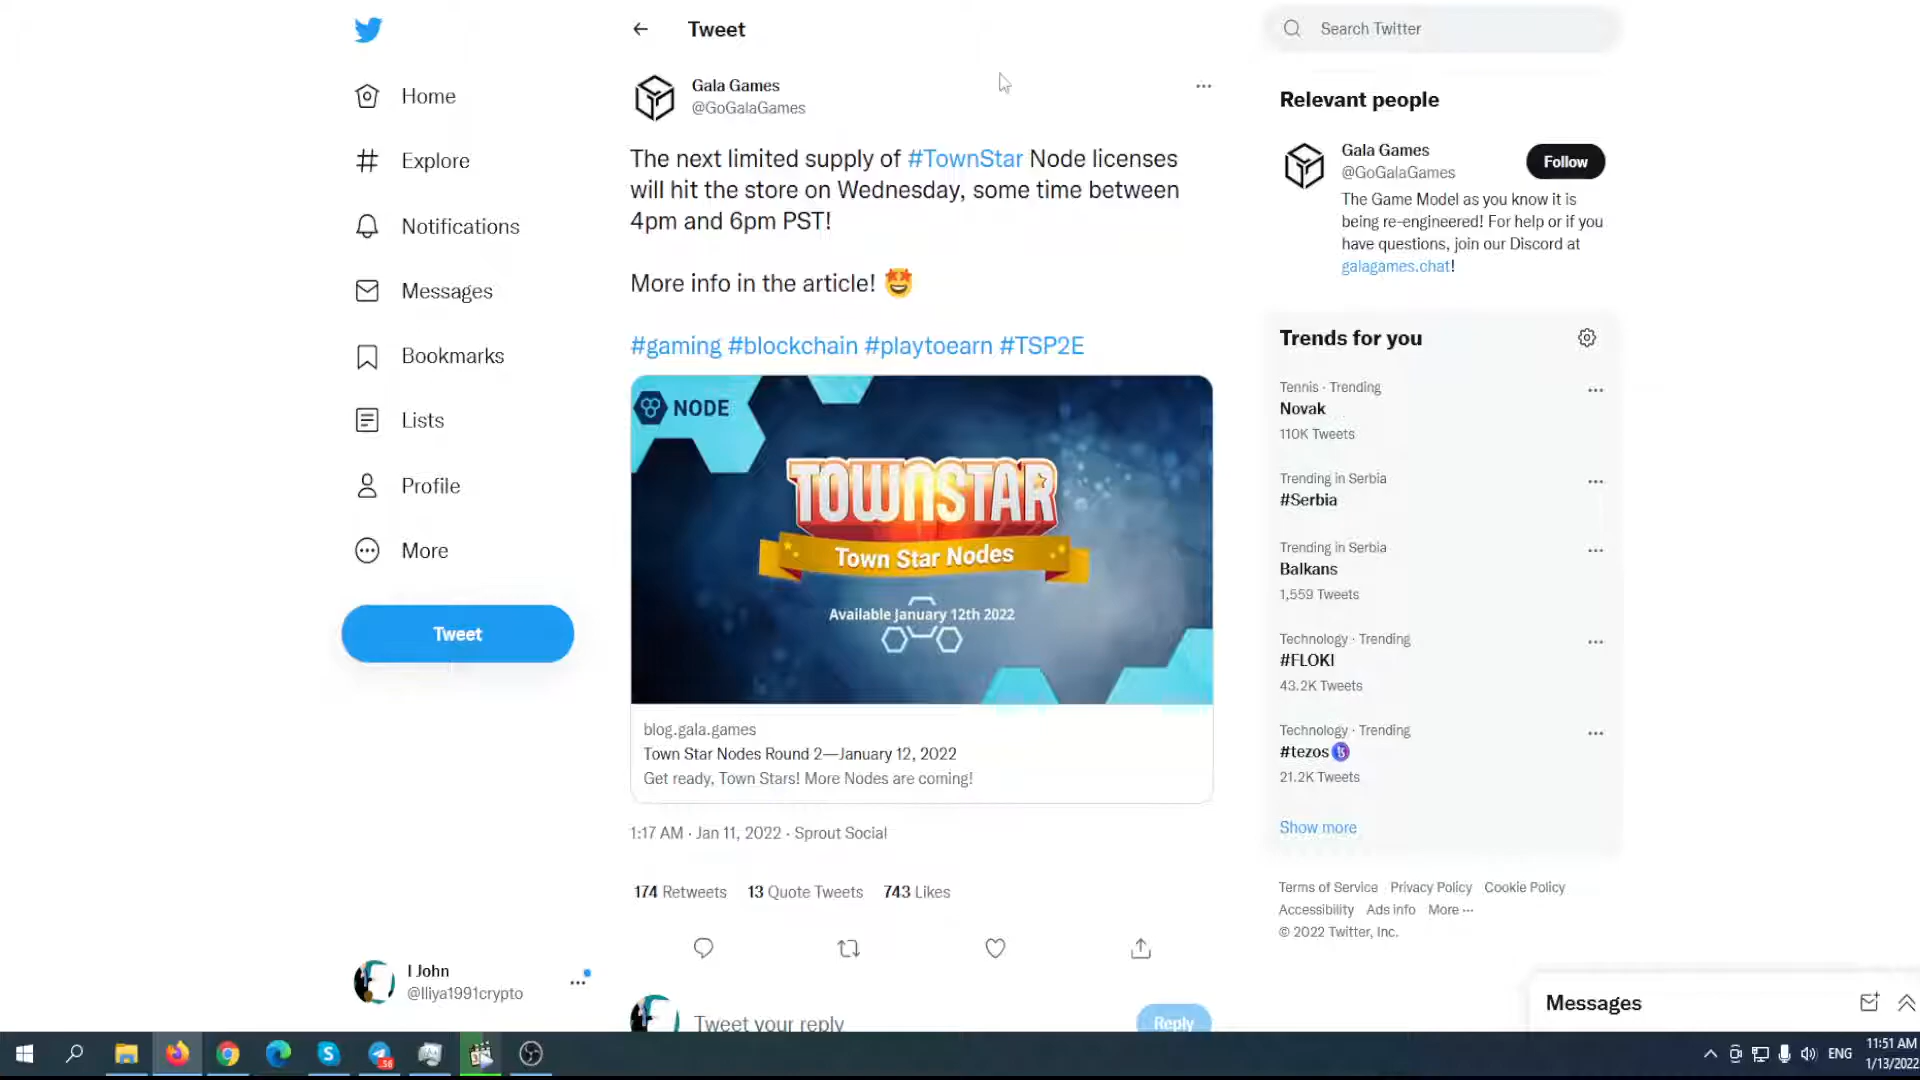 Home
Explore
Notifications
Messages
Bookmarks
Lists
Profile
More
Tweet
I John
@Iliya1991crypto
Tweet
Gala Games
@GoGalaGames
The next limited supply of #TownStar Node licenses
will hit the store on Wednesday, some time between
4pm and 6pm PST!
More info in the article! 🤩
#gaming #blockchain #playtoearn #TSP2E
NODE
TOWNSTAR
Town Star Nodes
Available January 12th 2022
blog.gala.games
Town Star Nodes Round 2—January 12, 2022
Get ready, Town Stars! More Nodes are coming!
1:17 AM · Jan 11, 2022 · Sprout Social
174 Retweets 13 Quote Tweets 743 Likes
Tweet your reply
Reply
Search Twitter
Relevant people
Gala Games
@GoGalaGames
Follow
The Game Model as you know it is
being re-engineered! For help or if you
have questions, join our Discord at
galagames.chat!
Trends for you
Tennis · Trending
Novak
110K Tweets
Trending in Serbia
#Serbia
Trending in Serbia
Balkans
1,559 Tweets
Technology · Trending
#FLOKI
43.2K Tweets
Technology · Trending
#tezos
21.2K Tweets
Show more
Terms of Service Privacy Policy Cookie Policy
Accessibility Ads info More ···
© 2022 Twitter, Inc.
Messages
ENG
11:51 AM
1/13/2022